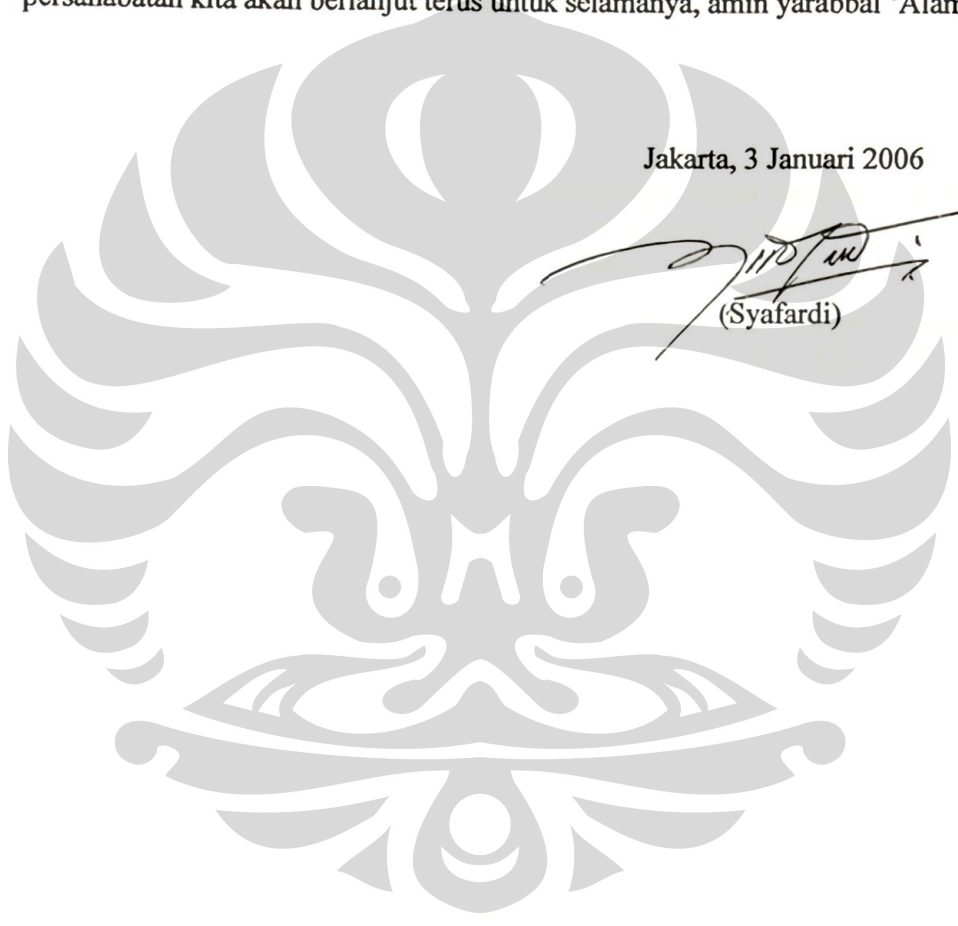 persahabatan kita akan berlanjut terus untuk selamanya, amin yarabbal 'Alam
Jakarta, 3 Januari 2006
(Syafardi)